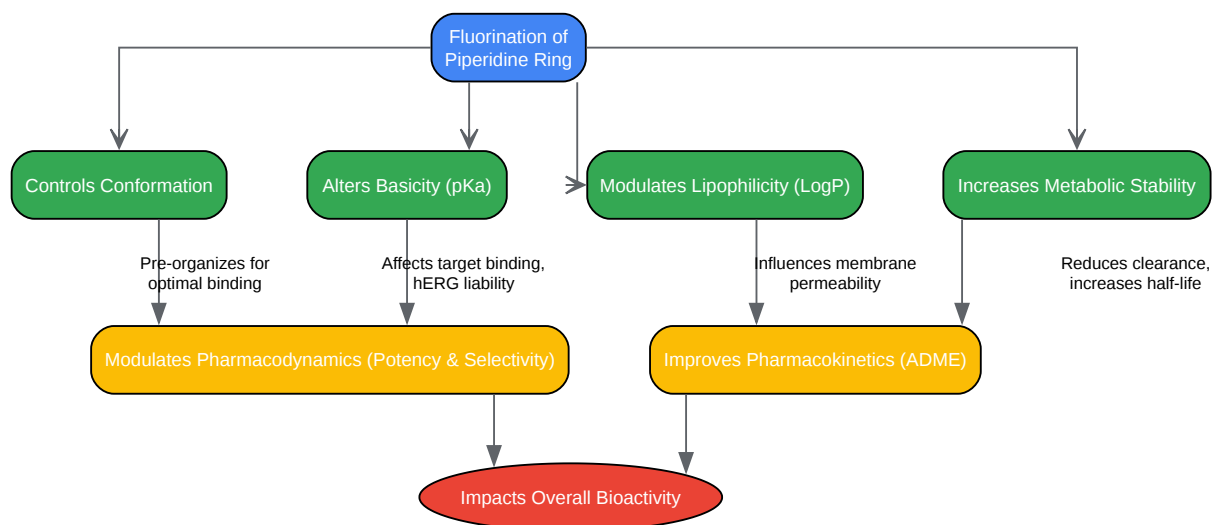 Fluorination of
Piperidine Ring
Controls Conformation
Alters Basicity (pKa)
Modulates Lipophilicity (LogP)
Increases Metabolic Stability
Pre-organizes for
optimal binding
Affects target binding,
hERG liability
Influences membrane
permeability
Reduces clearance,
increases half-life
Modulates Pharmacodynamics (Potency & Selectivity)
Improves Pharmacokinetics (ADME)
Impacts Overall Bioactivity